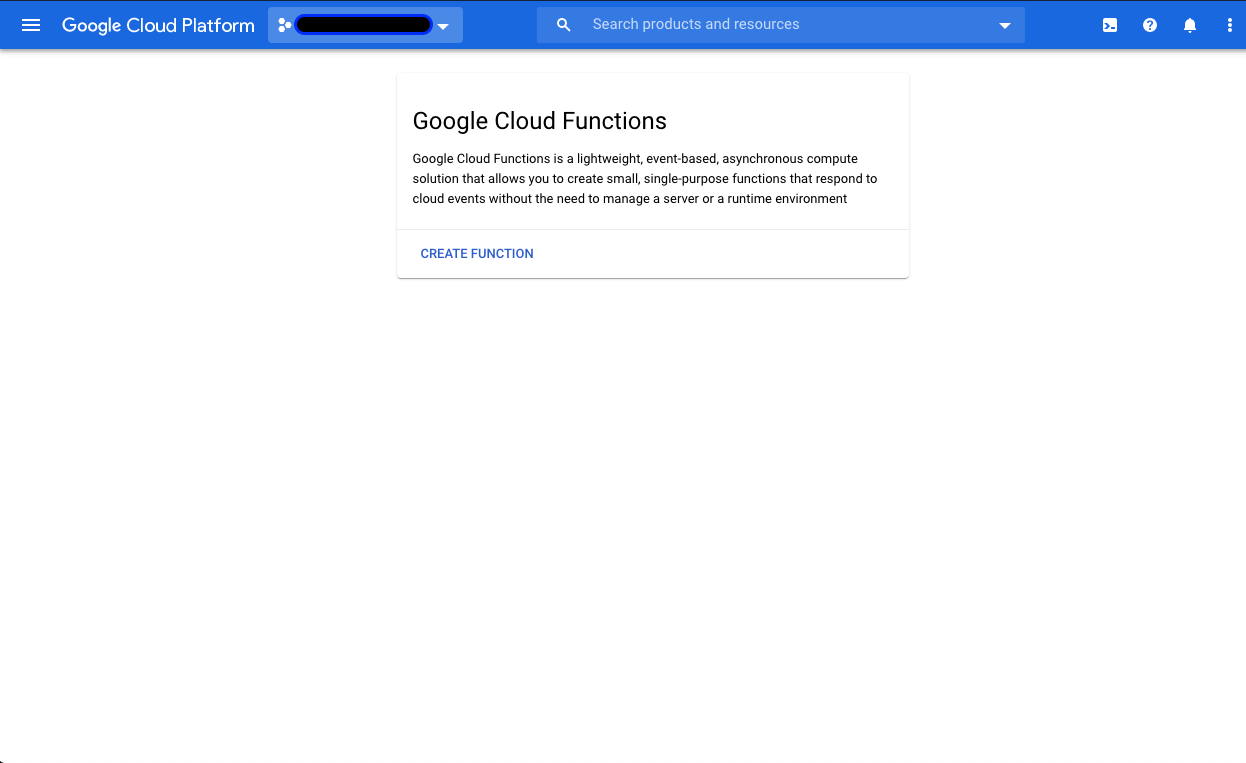 Google Cloud Platform
Search products and resources
Google Cloud Functions
Google Cloud Functions is a lightweight, event-based, asynchronous compute
solution that allows you to create small, single-purpose functions that respond to
cloud events without the need to manage a server or a runtime environment
CREATE FUNCTION